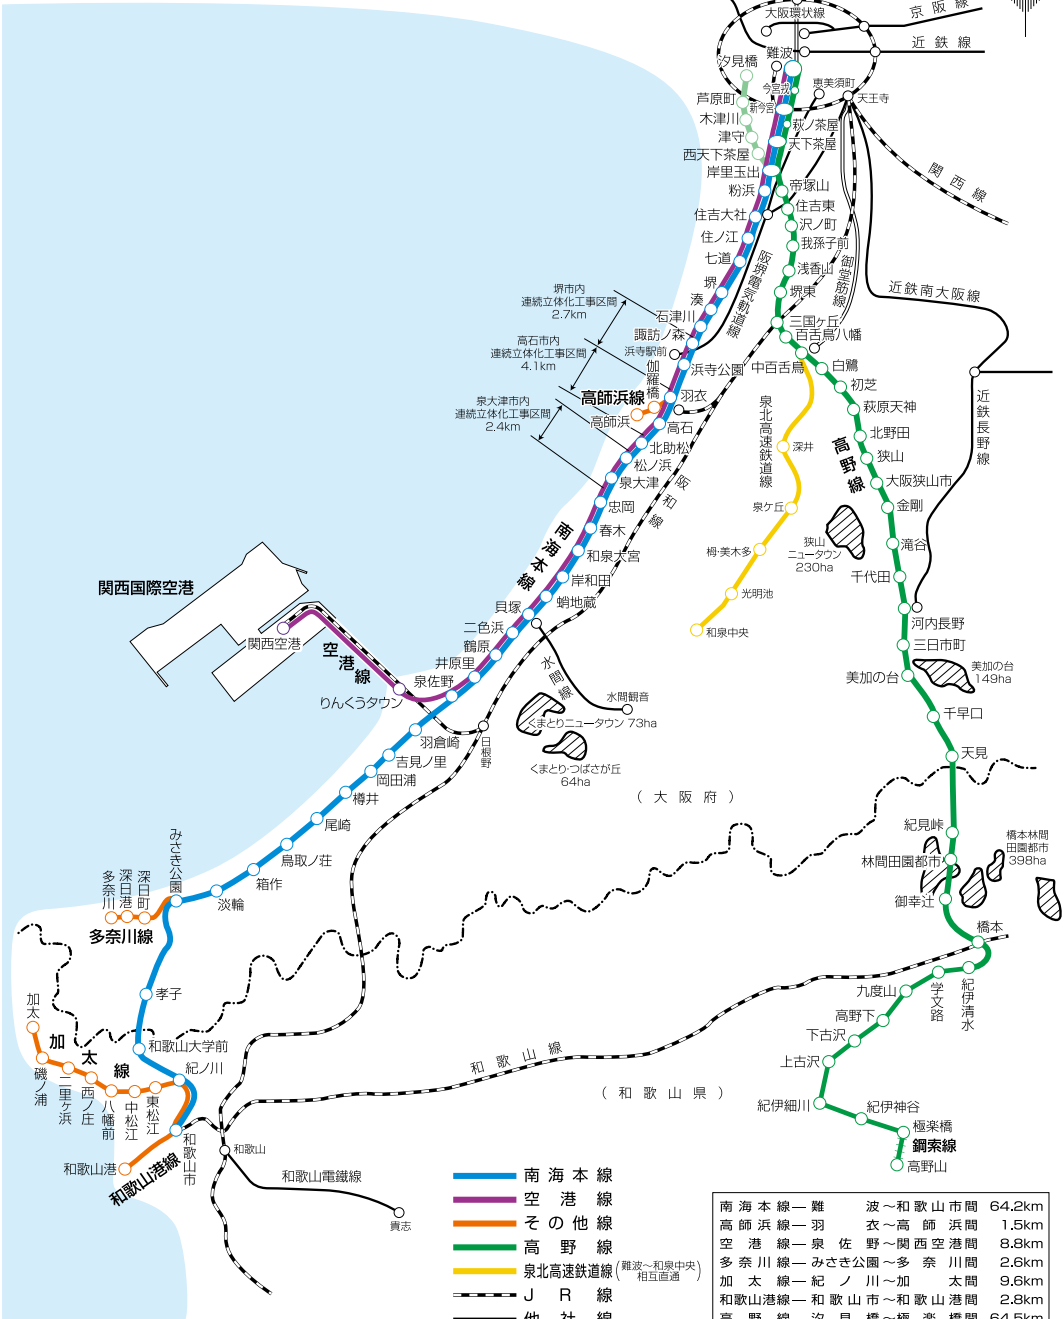 大阪環状線
京阪線
近鉄線
難波
汐見橋
今宮戎
恵美須町
天王寺
芦原町
新今宮
木津川
萩ノ茶屋
津守
天下茶屋
西天下茶屋
岸里玉出
関西線
粉浜
帝塚山
住吉大社
住吉東
沢ノ町
住ノ江
我孫子前
七道
浅香山
御堂筋線
阪堺電気軌道線
堺
堺東
近鉄南大阪線
湊
石津川
三国ヶ丘
諏訪ノ森
百舌鳥八幡
浜寺駅前
中百舌鳥
白鷺
浜寺公園
堺市内
連続立体化工事区間
2.7km
高石市内
連続立体化工事区間
4.1km
泉大津市内
連続立体化工事区間
2.4km
伽羅橋
高師浜線
羽衣
高師浜
高石
初芝
萩原天神
近鉄長野線
泉北高速鉄道線
高野線
北野田
深井
狭山
北助松
松ノ浜
泉大津
大阪狭山市
阪和線
忠岡
泉ケ丘
金剛
春木
南海本線
狭山
ニュータウン
230ha
滝谷
和泉大宮
栂・美木多
岸和田
千代田
蛸地蔵
光明池
関西国際空港
貝塚
河内長野
二色浜
和泉中央
関西空港
鶴原
三日市町
空港線
井原里
水間線
美加の台
美加の台
149ha
泉佐野
りんくうタウン
水間観音
くまとりニュータウン 73ha
千早口
羽倉崎
日根野
天見
吉見ノ里
くまとり・つばさが丘
64ha
岡田浦
樽井
(大阪府)
尾崎
紀見峠
橋本林間
田園都市
398ha
みさき公園
鳥取ノ荘
林間田園都市
箱作
多奈川
深日港
深日町
淡輪
御幸辻
多奈川線
橋本
孝子
九度山
学文路
紀伊清水
加太
高野下
下古沢
加太線
和歌山大学前
和歌山線
上古沢
紀ノ川
磯ノ浦
二里ヶ浜
西ノ庄
八幡前
中松江
東松江
(和歌山県)
紀伊細川
紀伊神谷
和歌山市
極楽橋
鋼索線
和歌山
和歌山港
高野山
和歌山港線
和歌山電鐵線
貴志
南海本線
空港線
その他線
高野線
泉北高速鉄道線(難波〜和泉中央
相互直通)
JR線
他社線
南海本線―難波〜和歌山市間 64.2km
高師浜線―羽衣〜高師浜間 1.5km
空港線―泉佐野〜関西空港間 8.8km
多奈川線―みさき公園〜多奈川間 2.6km
加太線―紀ノ川〜加太間 9.6km
和歌山港線―和歌山市〜和歌山港間 2.8km
高野線―汐見橋〜極楽橋間 64.5km